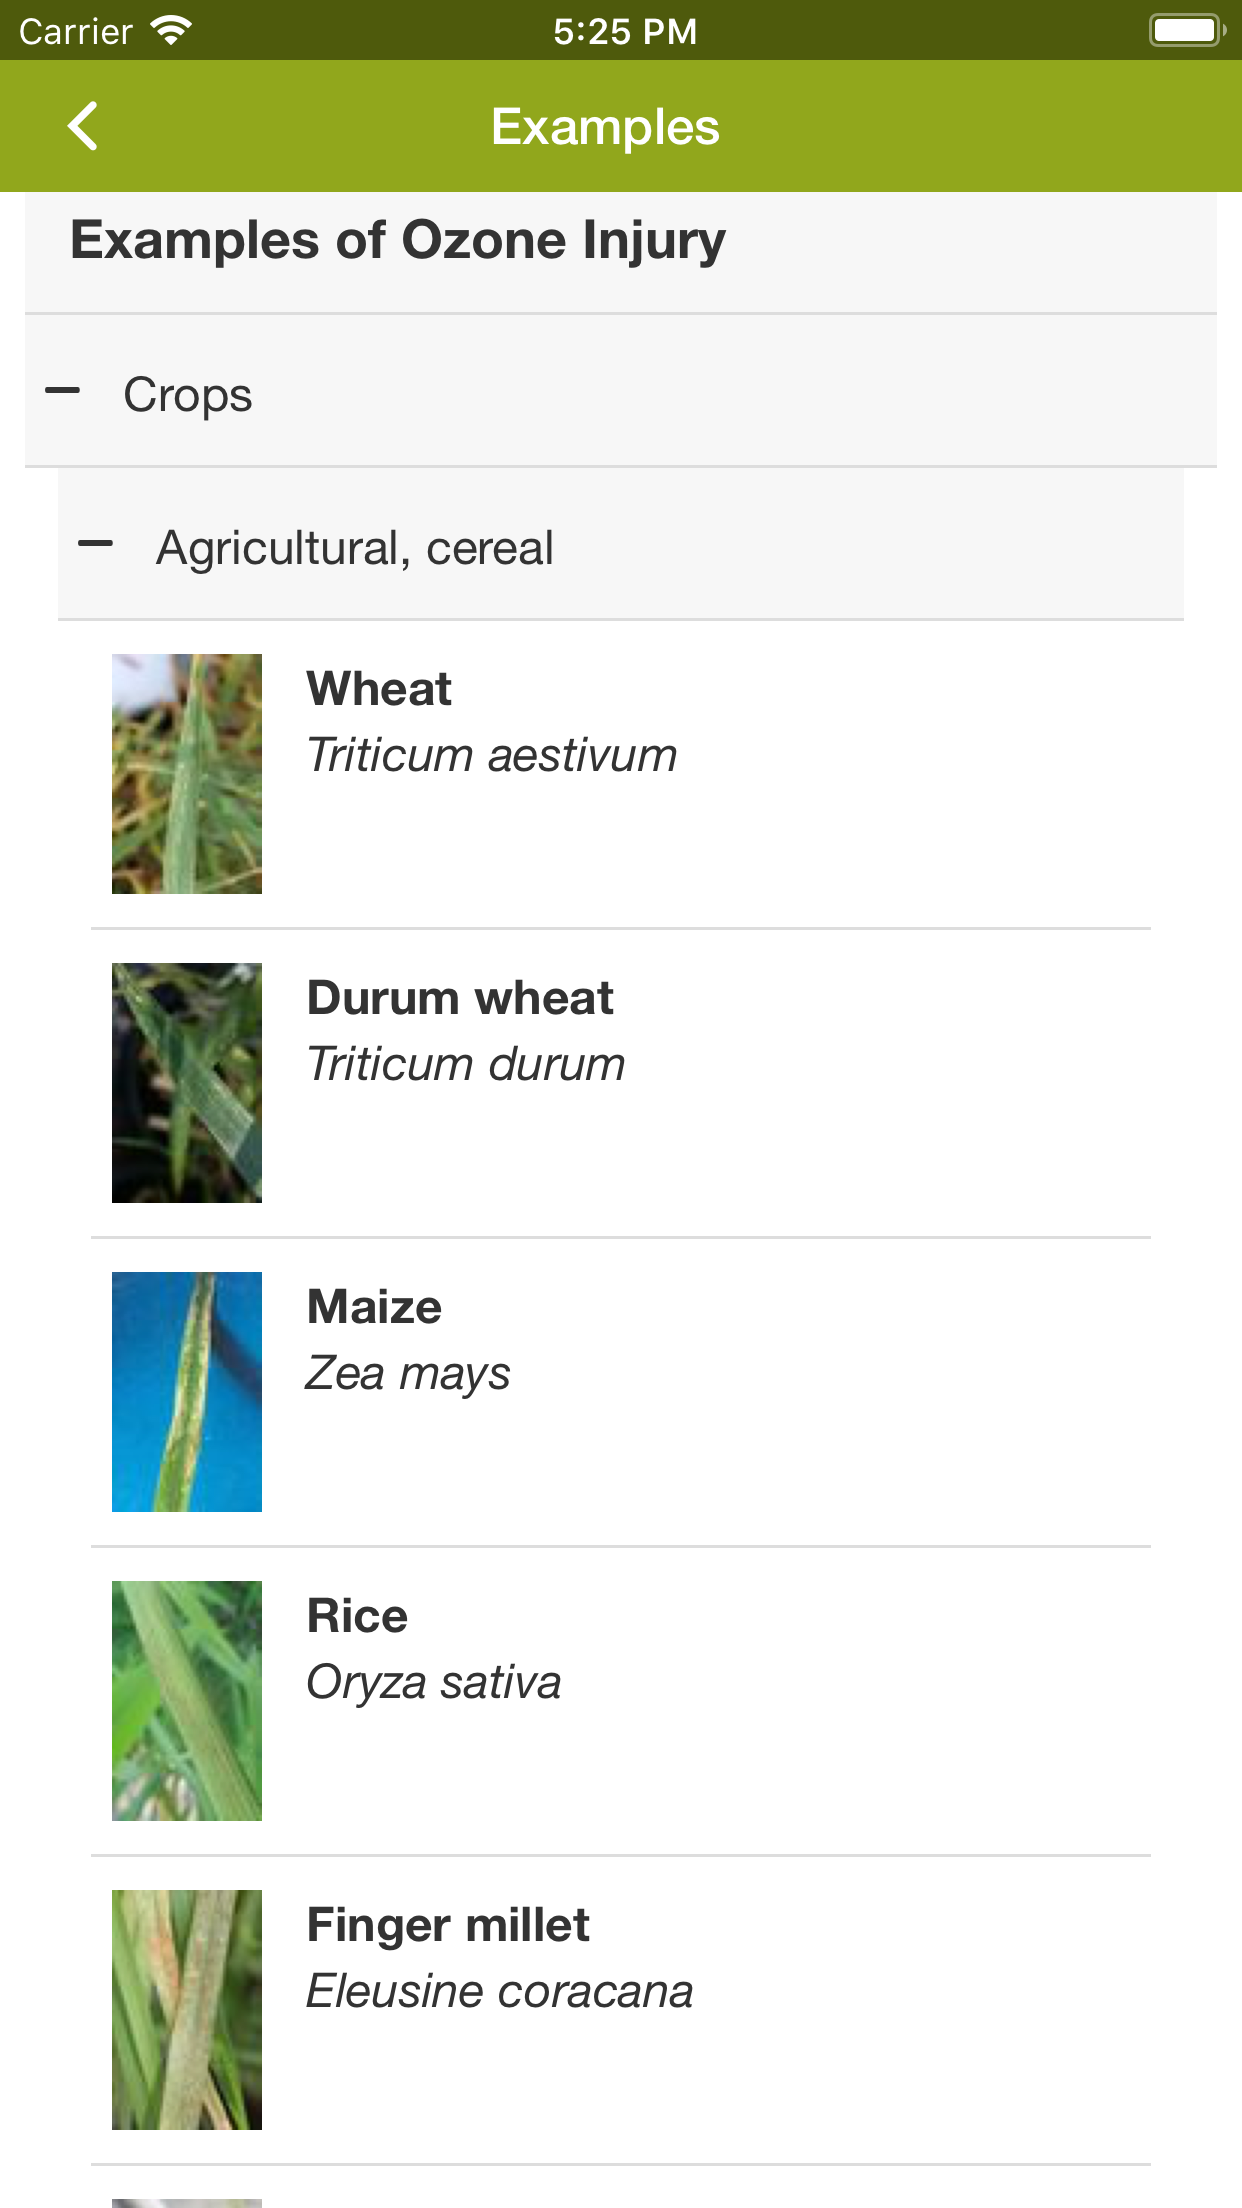 Carrier 5:25 PM
Examples
Examples of Ozone Injury
Crops
Agricultural, cereal
Wheat
Triticum aestivum
Durum wheat
Triticum durum
Maize
Zea mays
Rice
Oryza sativa
Finger millet
Eleusine coracana